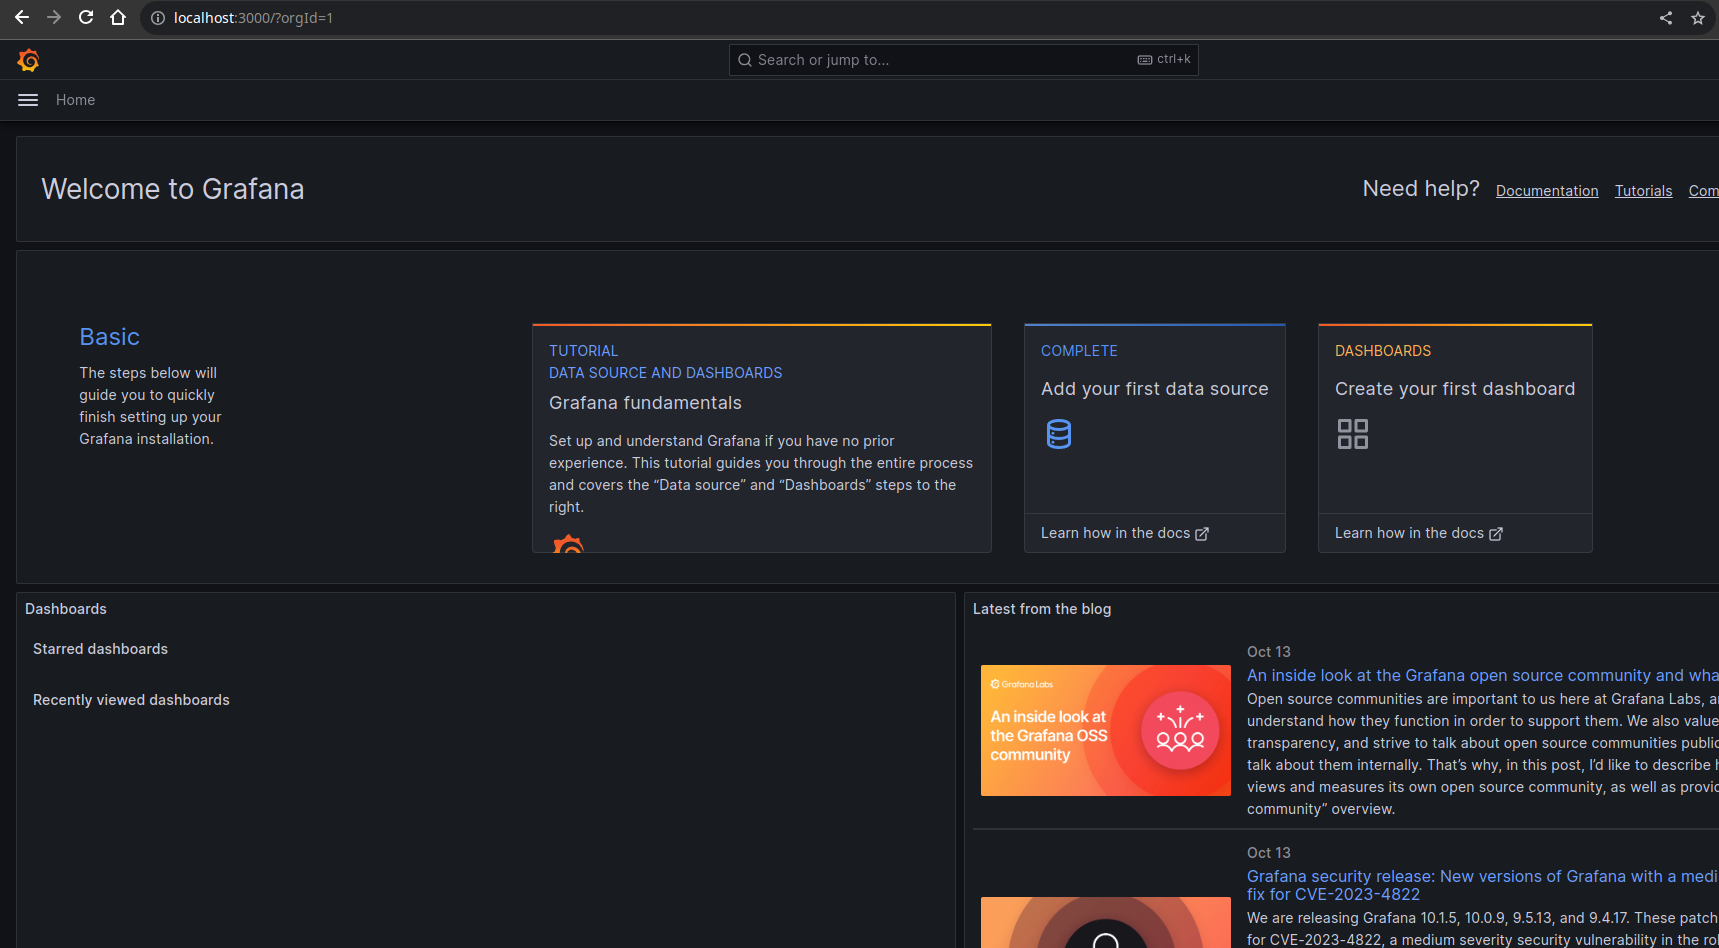 localhost:3000/?orgId=1
Search or jump to...
ctrl+k
Home
Welcome to Grafana
Need help?
Documentation
Tutorials
Com
Basic
The steps below will
guide you to quickly
finish setting up your
Grafana installation.
TUTORIAL
DATA SOURCE AND DASHBOARDS
Grafana fundamentals
Set up and understand Grafana if you have no prior
experience. This tutorial guides you through the entire process
and covers the “Data source” and “Dashboards” steps to the
right.
COMPLETE
Add your first data source
Learn how in the docs
DASHBOARDS
Create your first dashboard
Learn how in the docs
Dashboards
Starred dashboards
Recently viewed dashboards
Latest from the blog
Grafana Labs
An inside look at
the Grafana OSS
community
Oct 13
An inside look at the Grafana open source community and wha
Open source communities are important to us here at Grafana Labs, a
understand how they function in order to support them. We also value
transparency, and strive to talk about open source communities public
talk about them internally. That’s why, in this post, I’d like to describe h
views and measures its own open source community, as well as provid
community” overview.
Oct 13
Grafana security release: New versions of Grafana with a medi
fix for CVE-2023-4822
We are releasing Grafana 10.1.5, 10.0.9, 9.5.13, and 9.4.17. These patch
for CVE-2023-4822, a medium severity security vulnerability in the rol